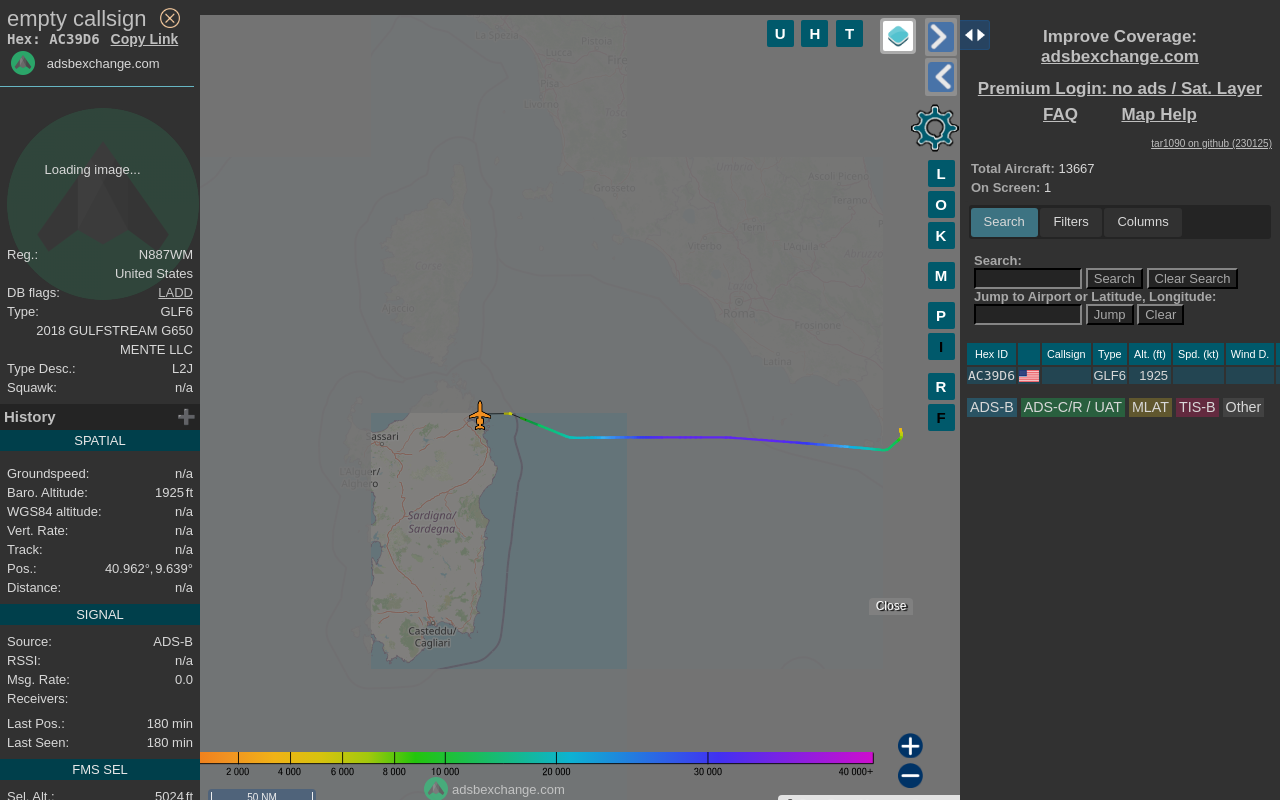 empty callsign
Hex: AC39D6 Copy Link
adsbexchange.com
Loading image...
Reg.: N887WM
United States
DB flags: LADD
Type: GLF6
2018 GULFSTREAM G650
MENTE LLC
Type Desc.: L2J
Squawk: n/a
History
SPATIAL
Groundspeed: n/a
Baro. Altitude: 1925 ft
WGS84 altitude: n/a
Vert. Rate: n/a
Track: n/a
Pos.: 40.962°, 9.639°
Distance: n/a
SIGNAL
Source: ADS-B
RSSI: n/a
Msg. Rate: 0.0
Receivers:
Last Pos.: 180 min
Last Seen: 180 min
FMS SEL
Sel. Alt.: 5024 ft
U H T
L
O
K
M
P
I
R
F
Lucca
Grosseto
Viterbo
Terni
L'Aquila
Ascoli Piceno
Teramo
Roma
Frosinone
Latina
Corse
Ajaccio
Sassari
Alguer/
Alghero
Sardigna/
Sardegna
Casteddu/
Cagliari
Close
2 000 4 000 6 000 8 000 10 000 20 000 30 000 40 000+
adsbexchange.com
50 NM
Improve Coverage:
adsbexchange.com
Premium Login: no ads / Sat. Layer
FAQ Map Help
tar1090 on github (230125)
Total Aircraft: 13667
On Screen: 1
Search Filters Columns
Search:
Search Clear Search
Jump to Airport or Latitude, Longitude:
Jump Clear
Hex ID Callsign Type Alt. (ft) Spd. (kt) Wind D.
AC39D6 GLF6 1925
ADS-B ADS-C/R / UAT MLAT TIS-B Other